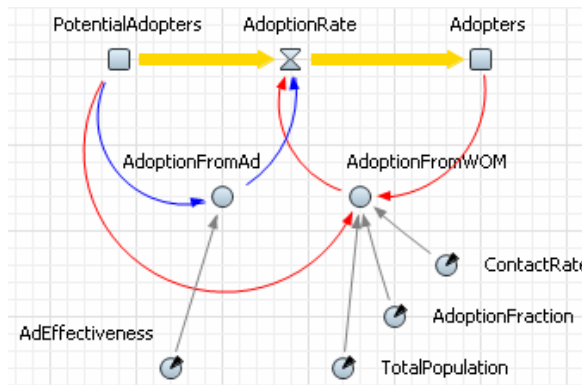 PotentialAdopters
AdoptionRate
Adopters
AdoptionFromAd
AdoptionFromWOM
ContactRate
AdoptionFraction
AdEffectiveness
TotalPopulation